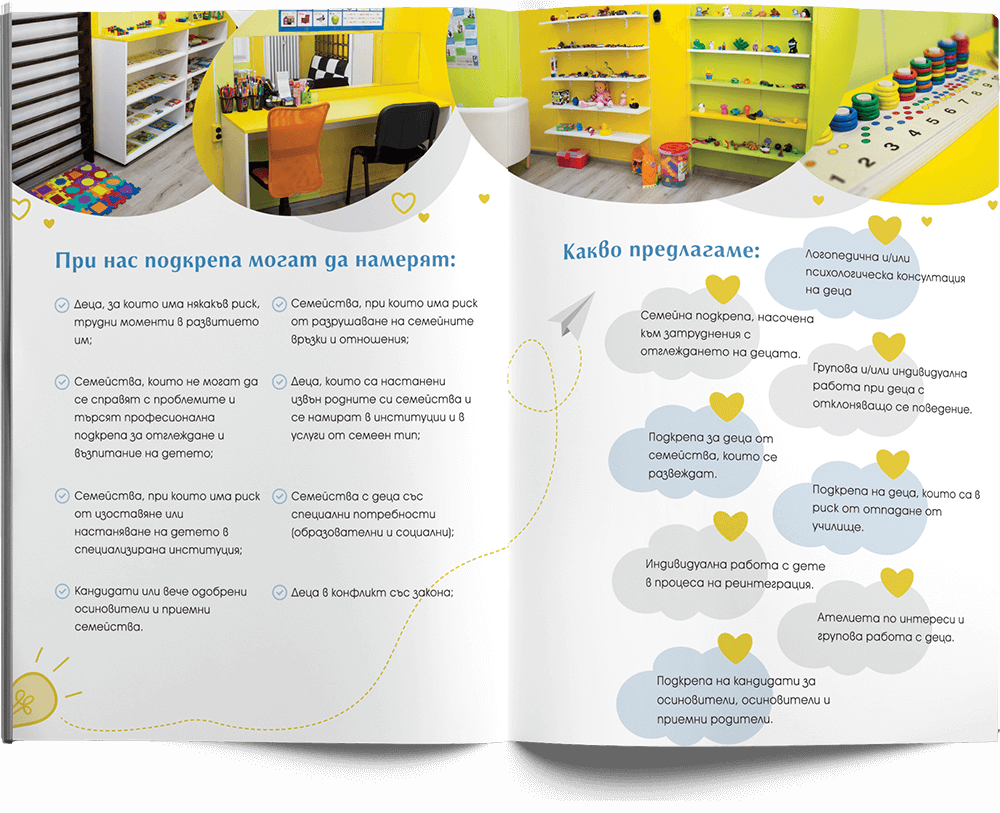 1 2 3 4 5 6 7 8 9
При нас подкрепа могат да намерят:
Деца, за които има някакъв риск,
трудни моменти в развитието
им;
Семейства, които не могат да
се справят с проблемите и
търсят професионална
подкрепа за отглеждане и
възпитание на детето;
Семейства, при които има риск
от изоставяне или
настаняване на детето в
специализирана институция;
Кандидати или вече одобрени
осиновители и приемни
семейства.
Семейства, при които има риск
от разрушаване на семейните
връзки и отношения;
Деца, които са настанени
извън родните си семейства и
се намират в институции и в
услуги от семеен тип;
Семейства с деца със
специални потребности
(образователни и социални);
Деца в конфликт със закона;
Какво предлагаме:
Логопедична и/или
психологическа консултация
на деца
Семейна подкрепа, насочена
към затруднения с
отглеждането на децата.
Групова и/или индивидуална
работа при деца с
отклоняващо се поведение.
Подкрепа за деца от
семейства, които се
развеждат.
Подкрепа на деца, които са в
риск от отпадане от
училище.
Индивидуална работа с дете
в процеса на реинтеграция.
Ателиета по интереси и
групова работа с деца.
Подкрепа на кандидати за
осиновители, осиновители и
приемни родители.